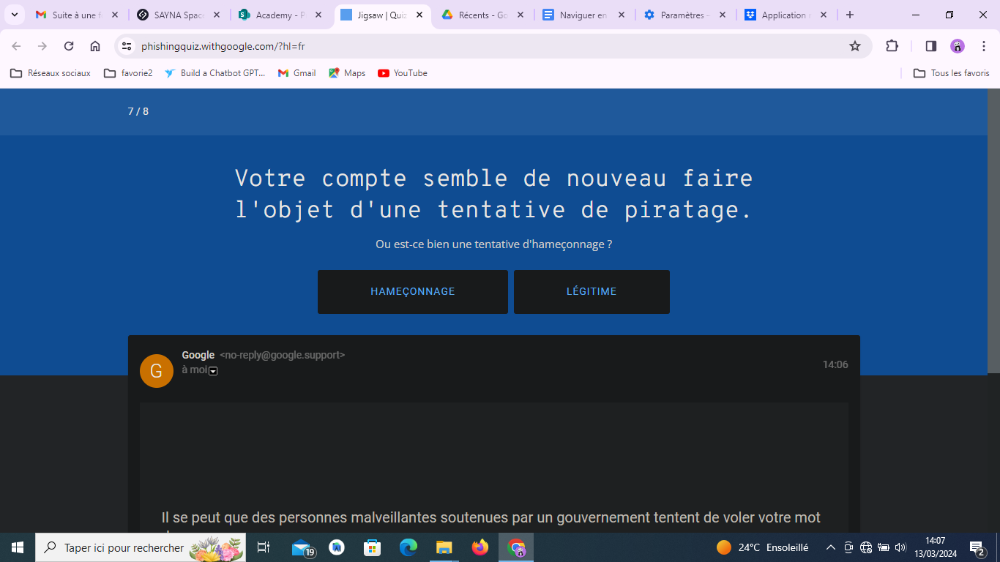 Suite à une fa
SAYNA Space
Academy - P
Jigsaw | Quiz
Récents - Go
Naviguer en
Paramètres -
Application
phishingquiz.withgoogle.com/?hl=fr
Réseaux sociaux
favorie2
Build a Chatbot GPT...
Gmail
Maps
YouTube
Tous les favoris
7 / 8
Votre compte semble de nouveau faire
l'objet d'une tentative de piratage.
Ou est-ce bien une tentative d'hameçonnage ?
HAMEÇONNAGE
LÉGITIME
G
Google <no-reply@google.support>
à moi
14:06
Il se peut que des personnes malveillantes soutenues par un gouvernement tentent de voler votre mot
Taper ici pour rechercher
19
24°C Ensoleillé
14:07
13/03/2024
2